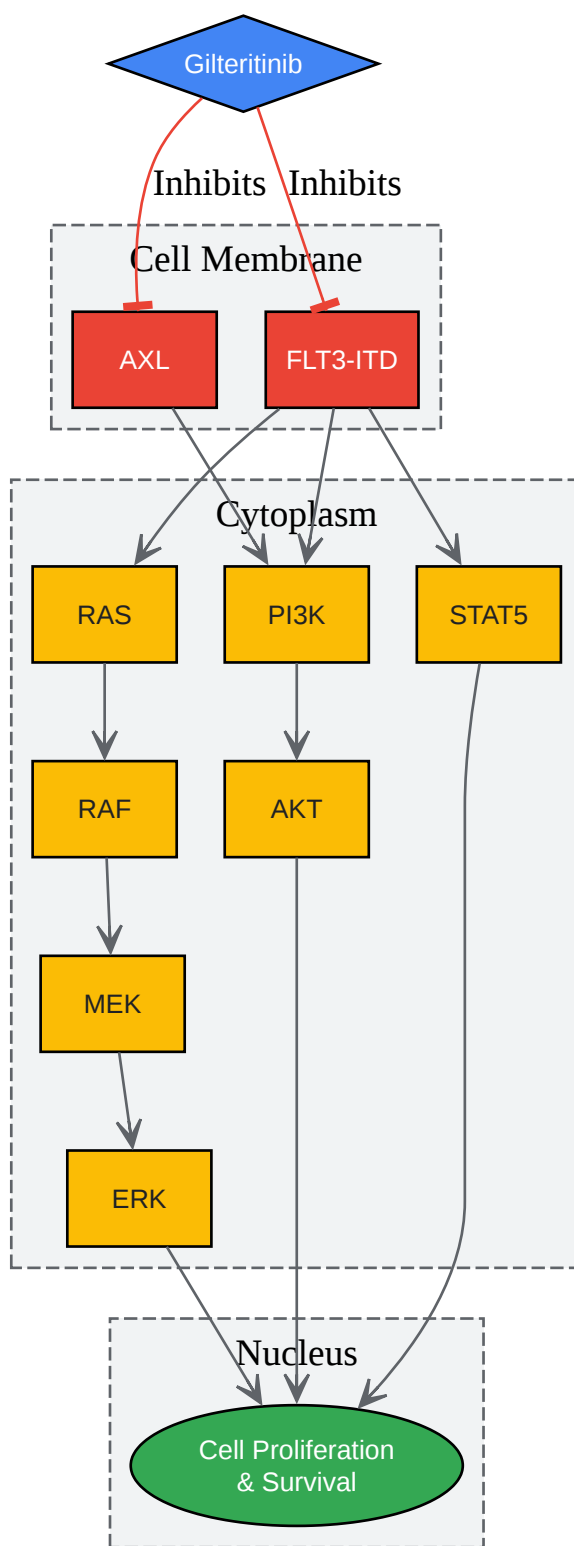 Gilteritinib
Inhibits Inhibits
Cell Membrane
AXL FLT3-ITD
Cytoplasm
RAS PI3K STAT5
RAF AKT
MEK
ERK
Nucleus
Cell Proliferation
& Survival